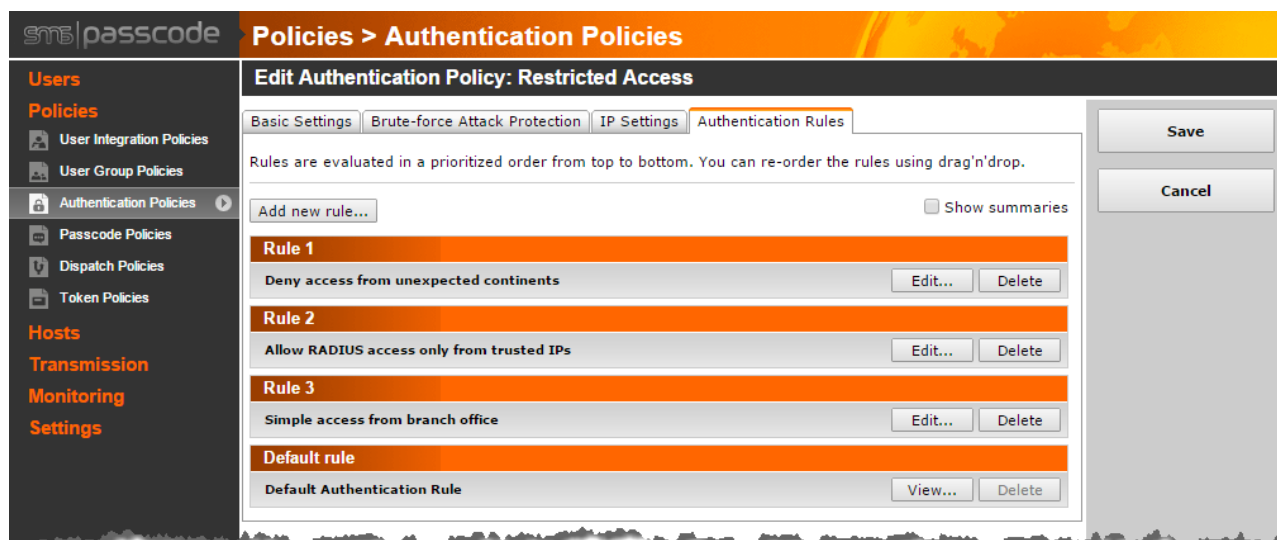 sms|passcode
Policies > Authentication Policies
Users
Policies
User Integration Policies
User Group Policies
Authentication Policies
Passcode Policies
Dispatch Policies
Token Policies
Hosts
Transmission
Monitoring
Settings
Edit Authentication Policy: Restricted Access
Basic Settings Brute-force Attack Protection IP Settings Authentication Rules
Rules are evaluated in a prioritized order from top to bottom. You can re-order the rules using drag'n'drop.
Add new rule... Show summaries
Rule 1
Deny access from unexpected continents Edit... Delete
Rule 2
Allow RADIUS access only from trusted IPs Edit... Delete
Rule 3
Simple access from branch office Edit... Delete
Default rule
Default Authentication Rule View... Delete
Save
Cancel